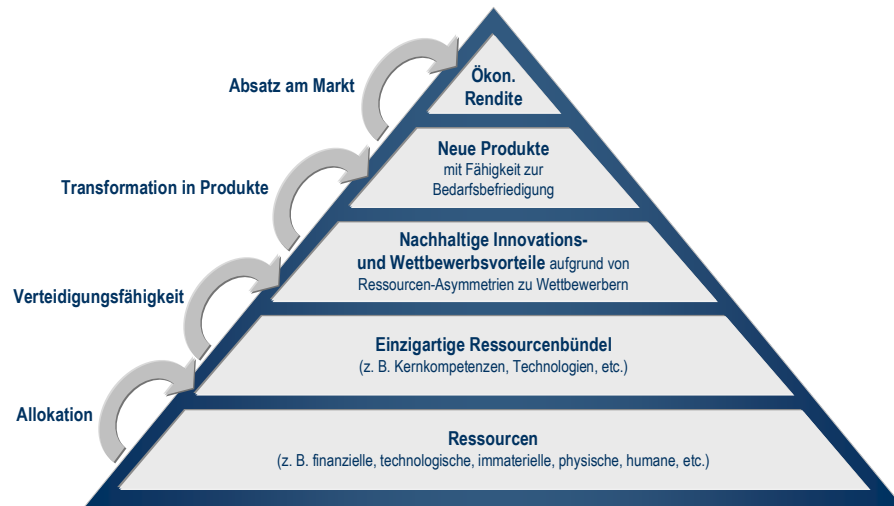 Ökon.
Rendite
Absatz am Markt
Neue Produkte
mit Fähigkeit zur
Bedarfsbefriedigung
Transformation in Produkte
Nachhaltige Innovations-
und Wettbewerbsvorteile aufgrund von
Ressourcen-Asymmetrien zu Wettbewerbern
Verteidigungsfähigkeit
Einzigartige Ressourcenbündel
(z. B. Kernkompetenzen, Technologien, etc.)
Allokation
Ressourcen
(z. B. finanzielle, technologische, immaterielle, physische, humane, etc.)